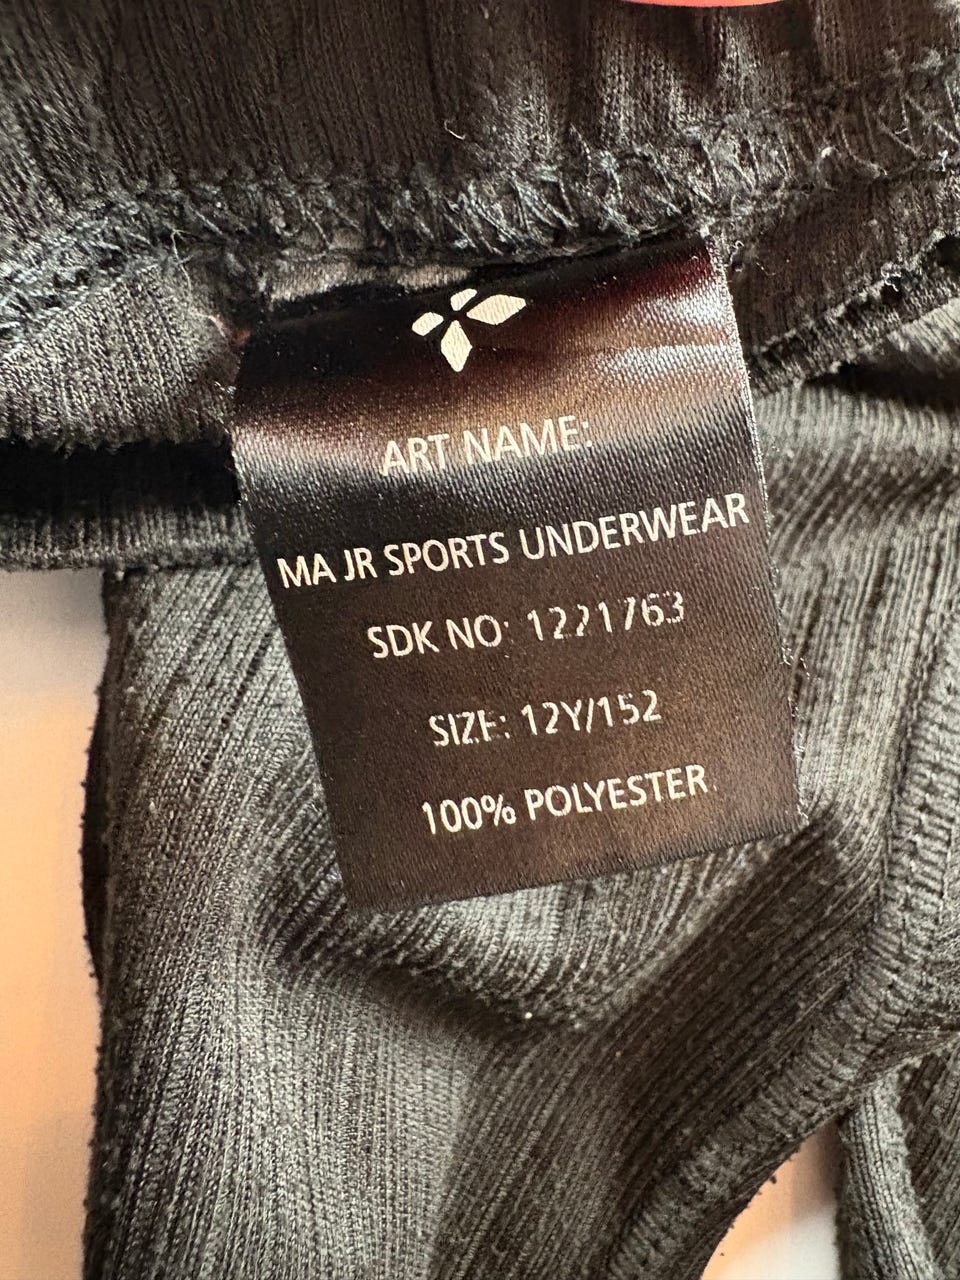 ART NAME:
MA JR SPORTS UNDERWEAR
SDK NO: 1221763
SIZE: 12Y/152
100% POLYESTER